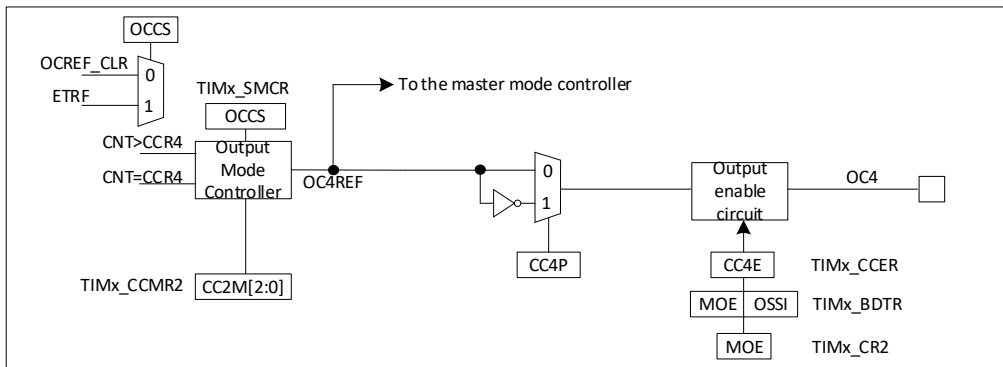 OCCS
OCREF_CLR
0
ETRF
1
TIMx_SMCR
OCCS
To the master mode controller
CNT>CCR4
CNT=CCR4
Output
Mode
Controller
OC4REF
0
1
Output
enable
circuit
OC4
CC4P
CC4E
TIMx_CCER
TIMx_CCMR2
CC2M[2:0]
MOE
OSSI
TIMx_BDTR
MOE
TIMx_CR2